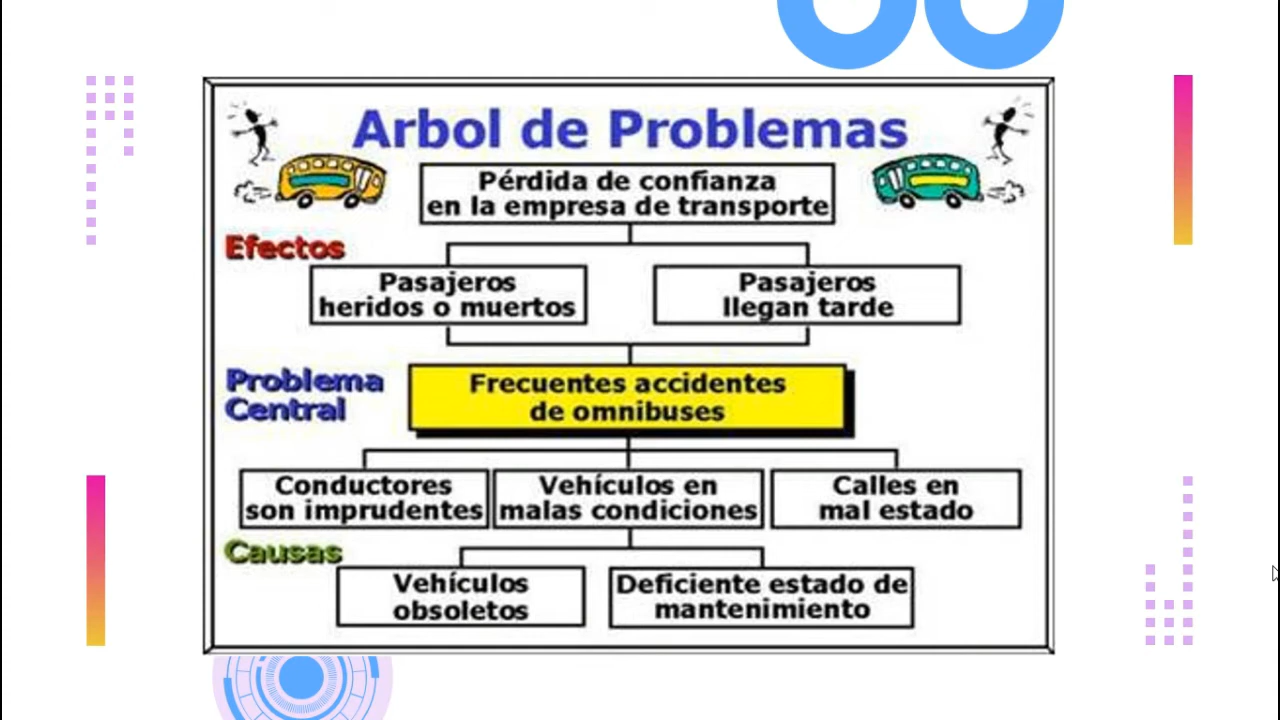 Arbol de Problemas
Pérdida de confianza
en la empresa de transporte
Efectos
Pasajeros
heridos o muertos
Pasajeros
llegan tarde
Problema
Central
Frecuentes accidentes
de omnibuses
Conductores
son imprudentes
Vehículos en
malas condiciones
Calles en
mal estado
Causas
Vehículos
obsoletos
Deficiente estado de
mantenimiento